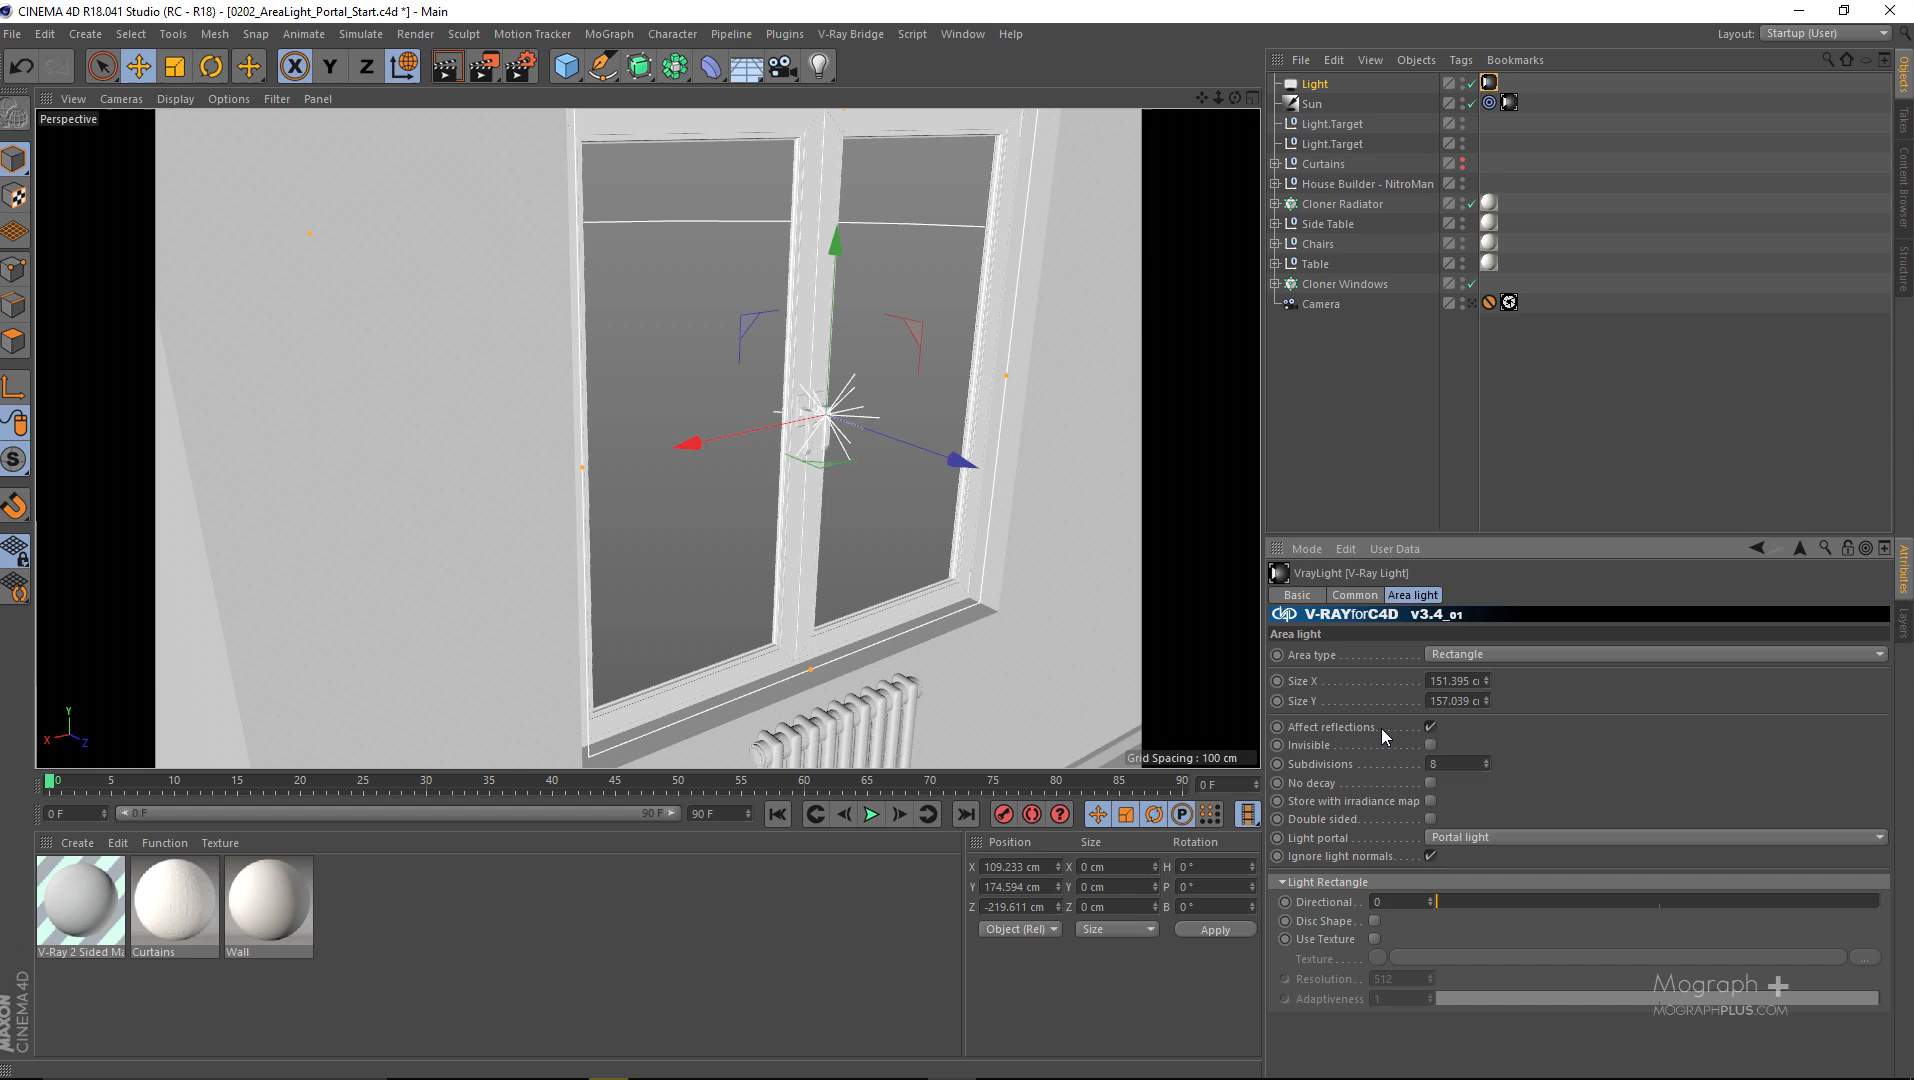 CINEMA 4D R18.041 Studio (RC - R18) - [0202_AreaLight_Portal_Start.c4d *] - Main
File Edit Create Select Tools Mesh Snap Animate Simulate Render Sculpt Motion Tracker MoGraph Character Pipeline Plugins V-Ray Bridge Script Window Help
Layout: Startup (User)
X Y Z
View Cameras Display Options Filter Panel
Perspective
Y
X
Z
Grid Spacing : 100 cm
File Edit View Objects Tags Bookmarks
Light
Sun
Light.Target
Light.Target
Curtains
House Builder - NitroMan
Cloner Radiator
Side Table
Chairs
Table
Cloner Windows
Camera
Objects
Takes
Content Browser
Structure
Mode Edit User Data
VrayLight [V-Ray Light]
Basic Common Area light
V-RAYforC4D v3.4_01
Area light
Area type Rectangle
Size X 151.395 c
Size Y 157.039 c
Affect reflections
Invisible
Subdivisions 8
No decay
Store with irradiance map
Double sided
Light portal Portal light
Ignore light normals
Light Rectangle
Directional 0
Disc Shape
Use Texture
Texture ...
Resolution 512
Adaptiveness 1
Attributes
Layers
0 5 10 15 20 25 30 35 40 45 50 55 60 65 70 75 80 85 90 0 F
0 F 0 F 90 F 90 F
P
Create Edit Function Texture
V-Ray 2 Sided Ma Curtains Wall
Position Size Rotation
X 109.233 cm X 0 cm H 0 °
Y 174.594 cm Y 0 cm P 0 °
Z -219.611 cm Z 0 cm B 0 °
Object (Rel) Size Apply
MAXON
CINEMA 4D
Mograph +
MOGRAPHPLUS.COM